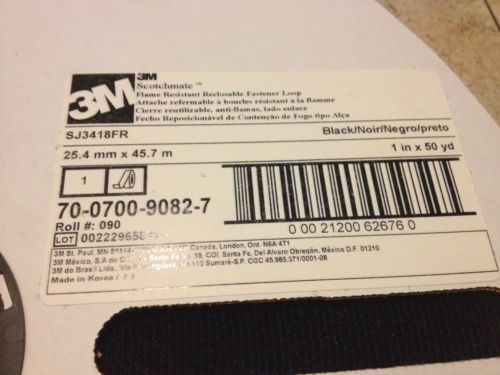 3M
3M
Scotchmate™
Flame Resistant Reclosable Fastener Loop
Attache refermable à boucles résistant à la flamme
Cierre reutilizable, anti-flamas, lado enlace
Fecho Reposicionável de Contenção de Fogo tipo Alça
SJ3418FR Black/Noir/Negro/preto
25.4 mm x 45.7 m 1 in x 50 yd
1
70-0700-9082-7
Roll #: 090
LOT 00222965
0 00 21200 62676 0
3M St. Paul, MN Canada, London, Ont. N6A 4T1
3M México, S.A de C. Santa Fe No. 55, COl. Santa Fe, Del Alvaro Obregón, México D.F. 01210
3M do Brasil Ltda., Sumaré-SP. CGC 45.985.371/0001-08
Made in Korea /